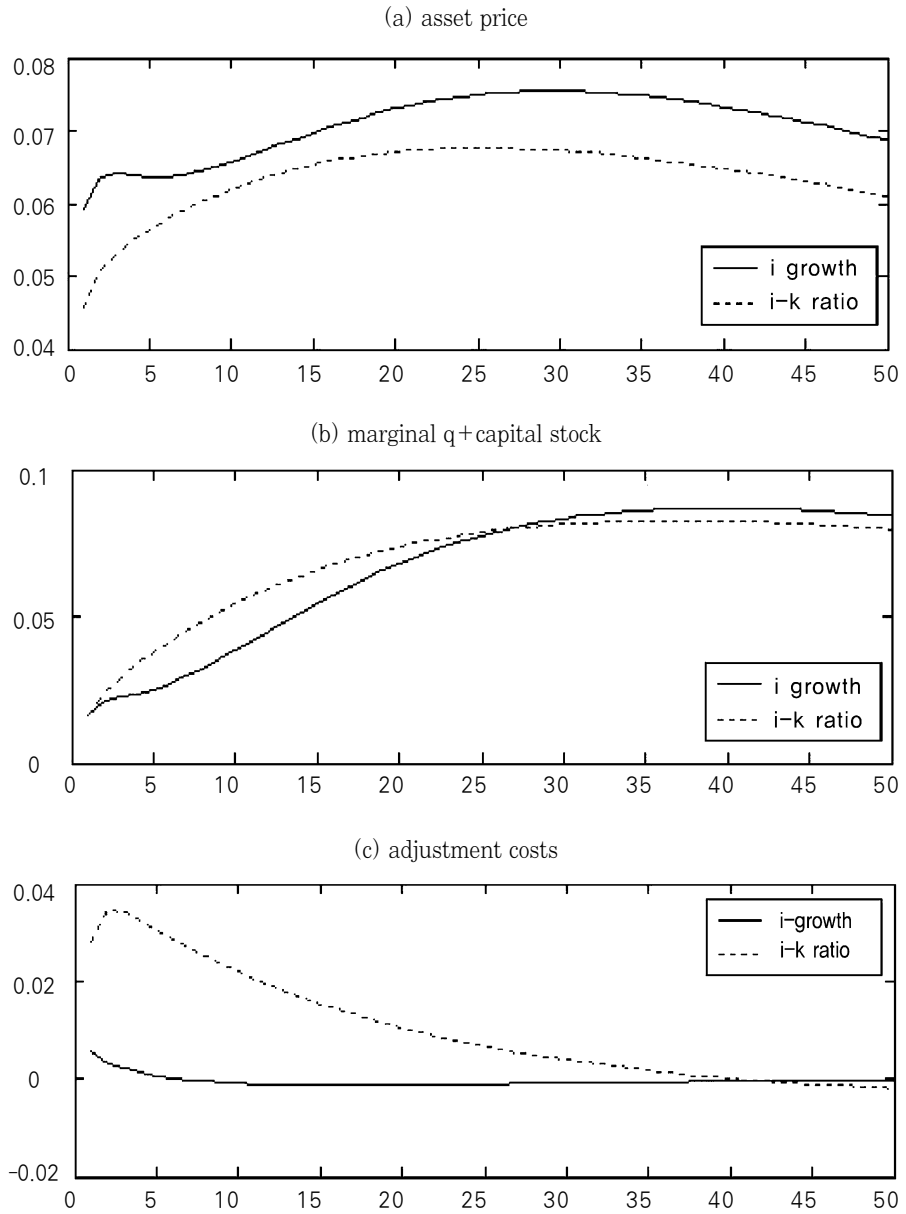 (a) asset price
0.08
0.07
0.06
0.05
0.04
i growth
i-k ratio
0 5 10 15 20 25 30 35 40 45 50
(b) marginal q+capital stock
0.1
0.05
0
i growth
i-k ratio
0 5 10 15 20 25 30 35 40 45 50
(c) adjustment costs
0.04
0.02
0
-0.02
i-growth
i-k ratio
0 5 10 15 20 25 30 35 40 45 50